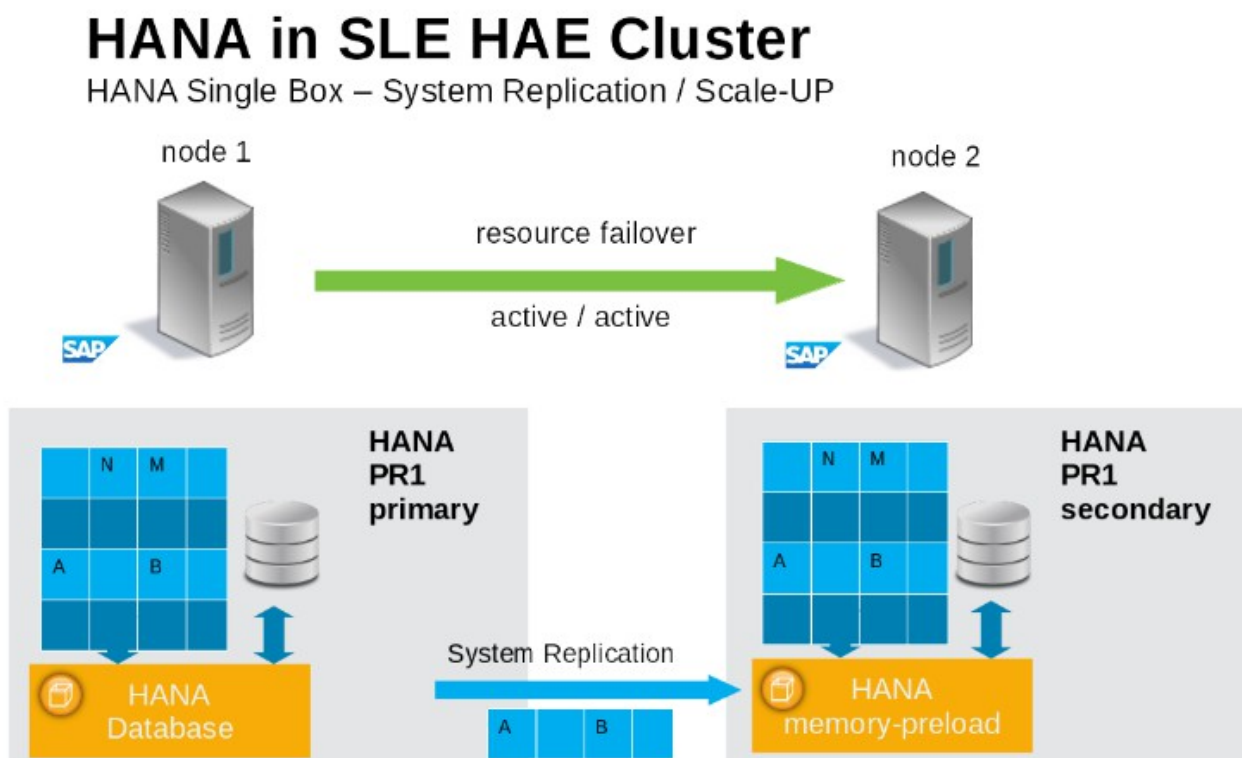 HANA in SLE HAE Cluster
HANA Single Box – System Replication / Scale-UP
node 1
node 2
resource failover
active / active
SAP
SAP
N M
A B
HANA
PR1
primary
N M
A B
HANA
PR1
secondary
System Replication
A B
HANA
Database
HANA
memory-preload